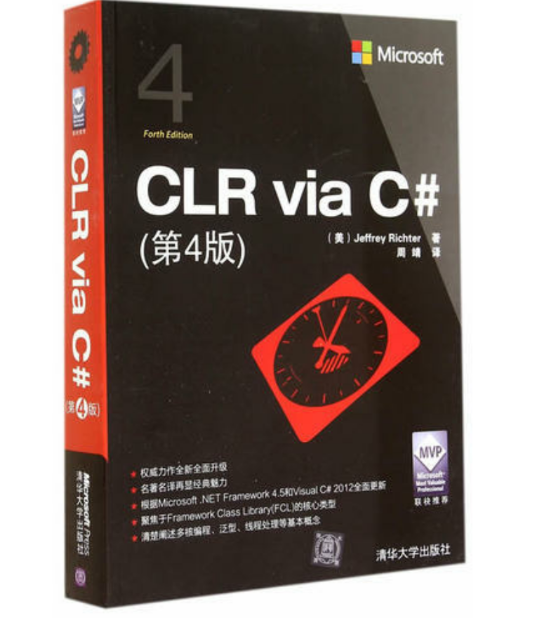 4
Forth Edition
Microsoft
CLR via C#
(第4版)
(美) Jeffrey Richter 著
周靖 译
权威力作全新全面升级
名著名译再显经典魅力
根据Microsoft .NET Framework 4.5和Visual C# 2012全面更新
聚焦于Framework Class Library(FCL)的核心类型
清楚阐述多核编程、泛型、线程处理等基本概念
MVP
Microsoft
Most Valuable
Professional
联袂推荐
清华大学出版社
MVP
CLR via C#
(第4版)
Microsoft Press
清华大学出版社